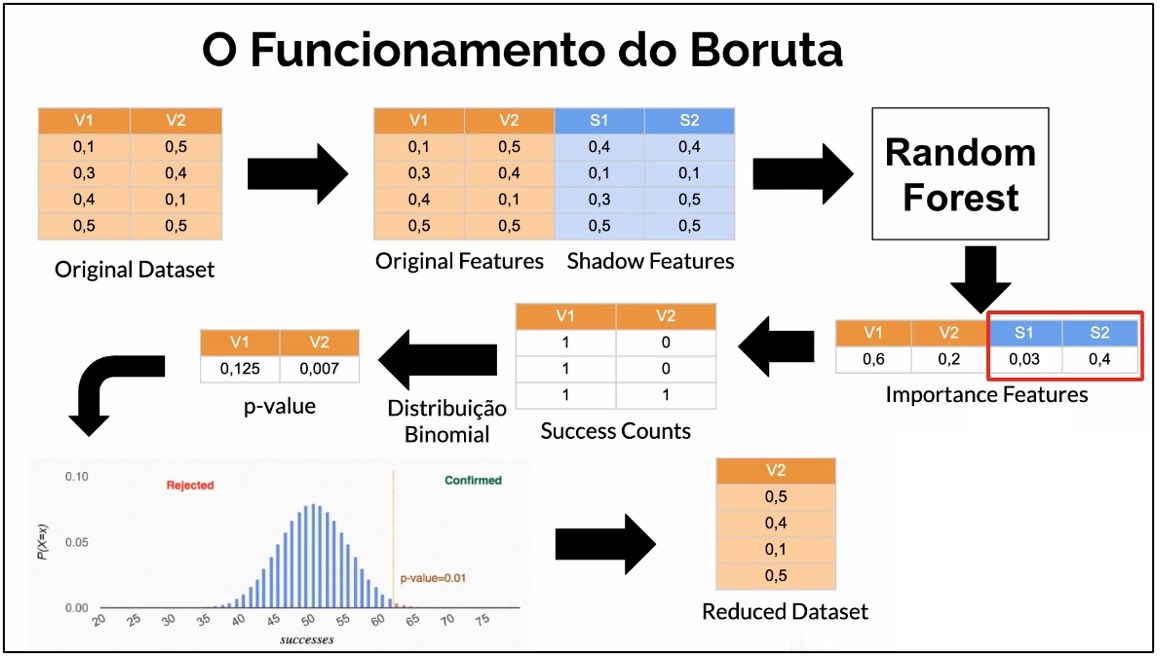 O Funcionamento do Boruta
V1 V2
0,1 0,5
0,3 0,4
0,4 0,1
0,5 0,5
Original Dataset
V1 V2 S1 S2
0,1 0,5 0,4 0,4
0,3 0,4 0,1 0,1
0,4 0,1 0,3 0,5
0,5 0,5 0,5 0,5
Original Features Shadow Features
Random
Forest
V1 V2 S1 S2
0,6 0,2 0,03 0,4
Importance Features
V1 V2
1 0
1 0
1 1
Success Counts
Distribuição
Binomial
V1 V2
0,125 0,007
p-value
Rejected
Confirmed
p-value=0.01
P(X=x)
0.10
0.05
0.00
20 25 30 35 40 45 50 55 60 65 70 75
successes
V2
0,5
0,4
0,1
0,5
Reduced Dataset